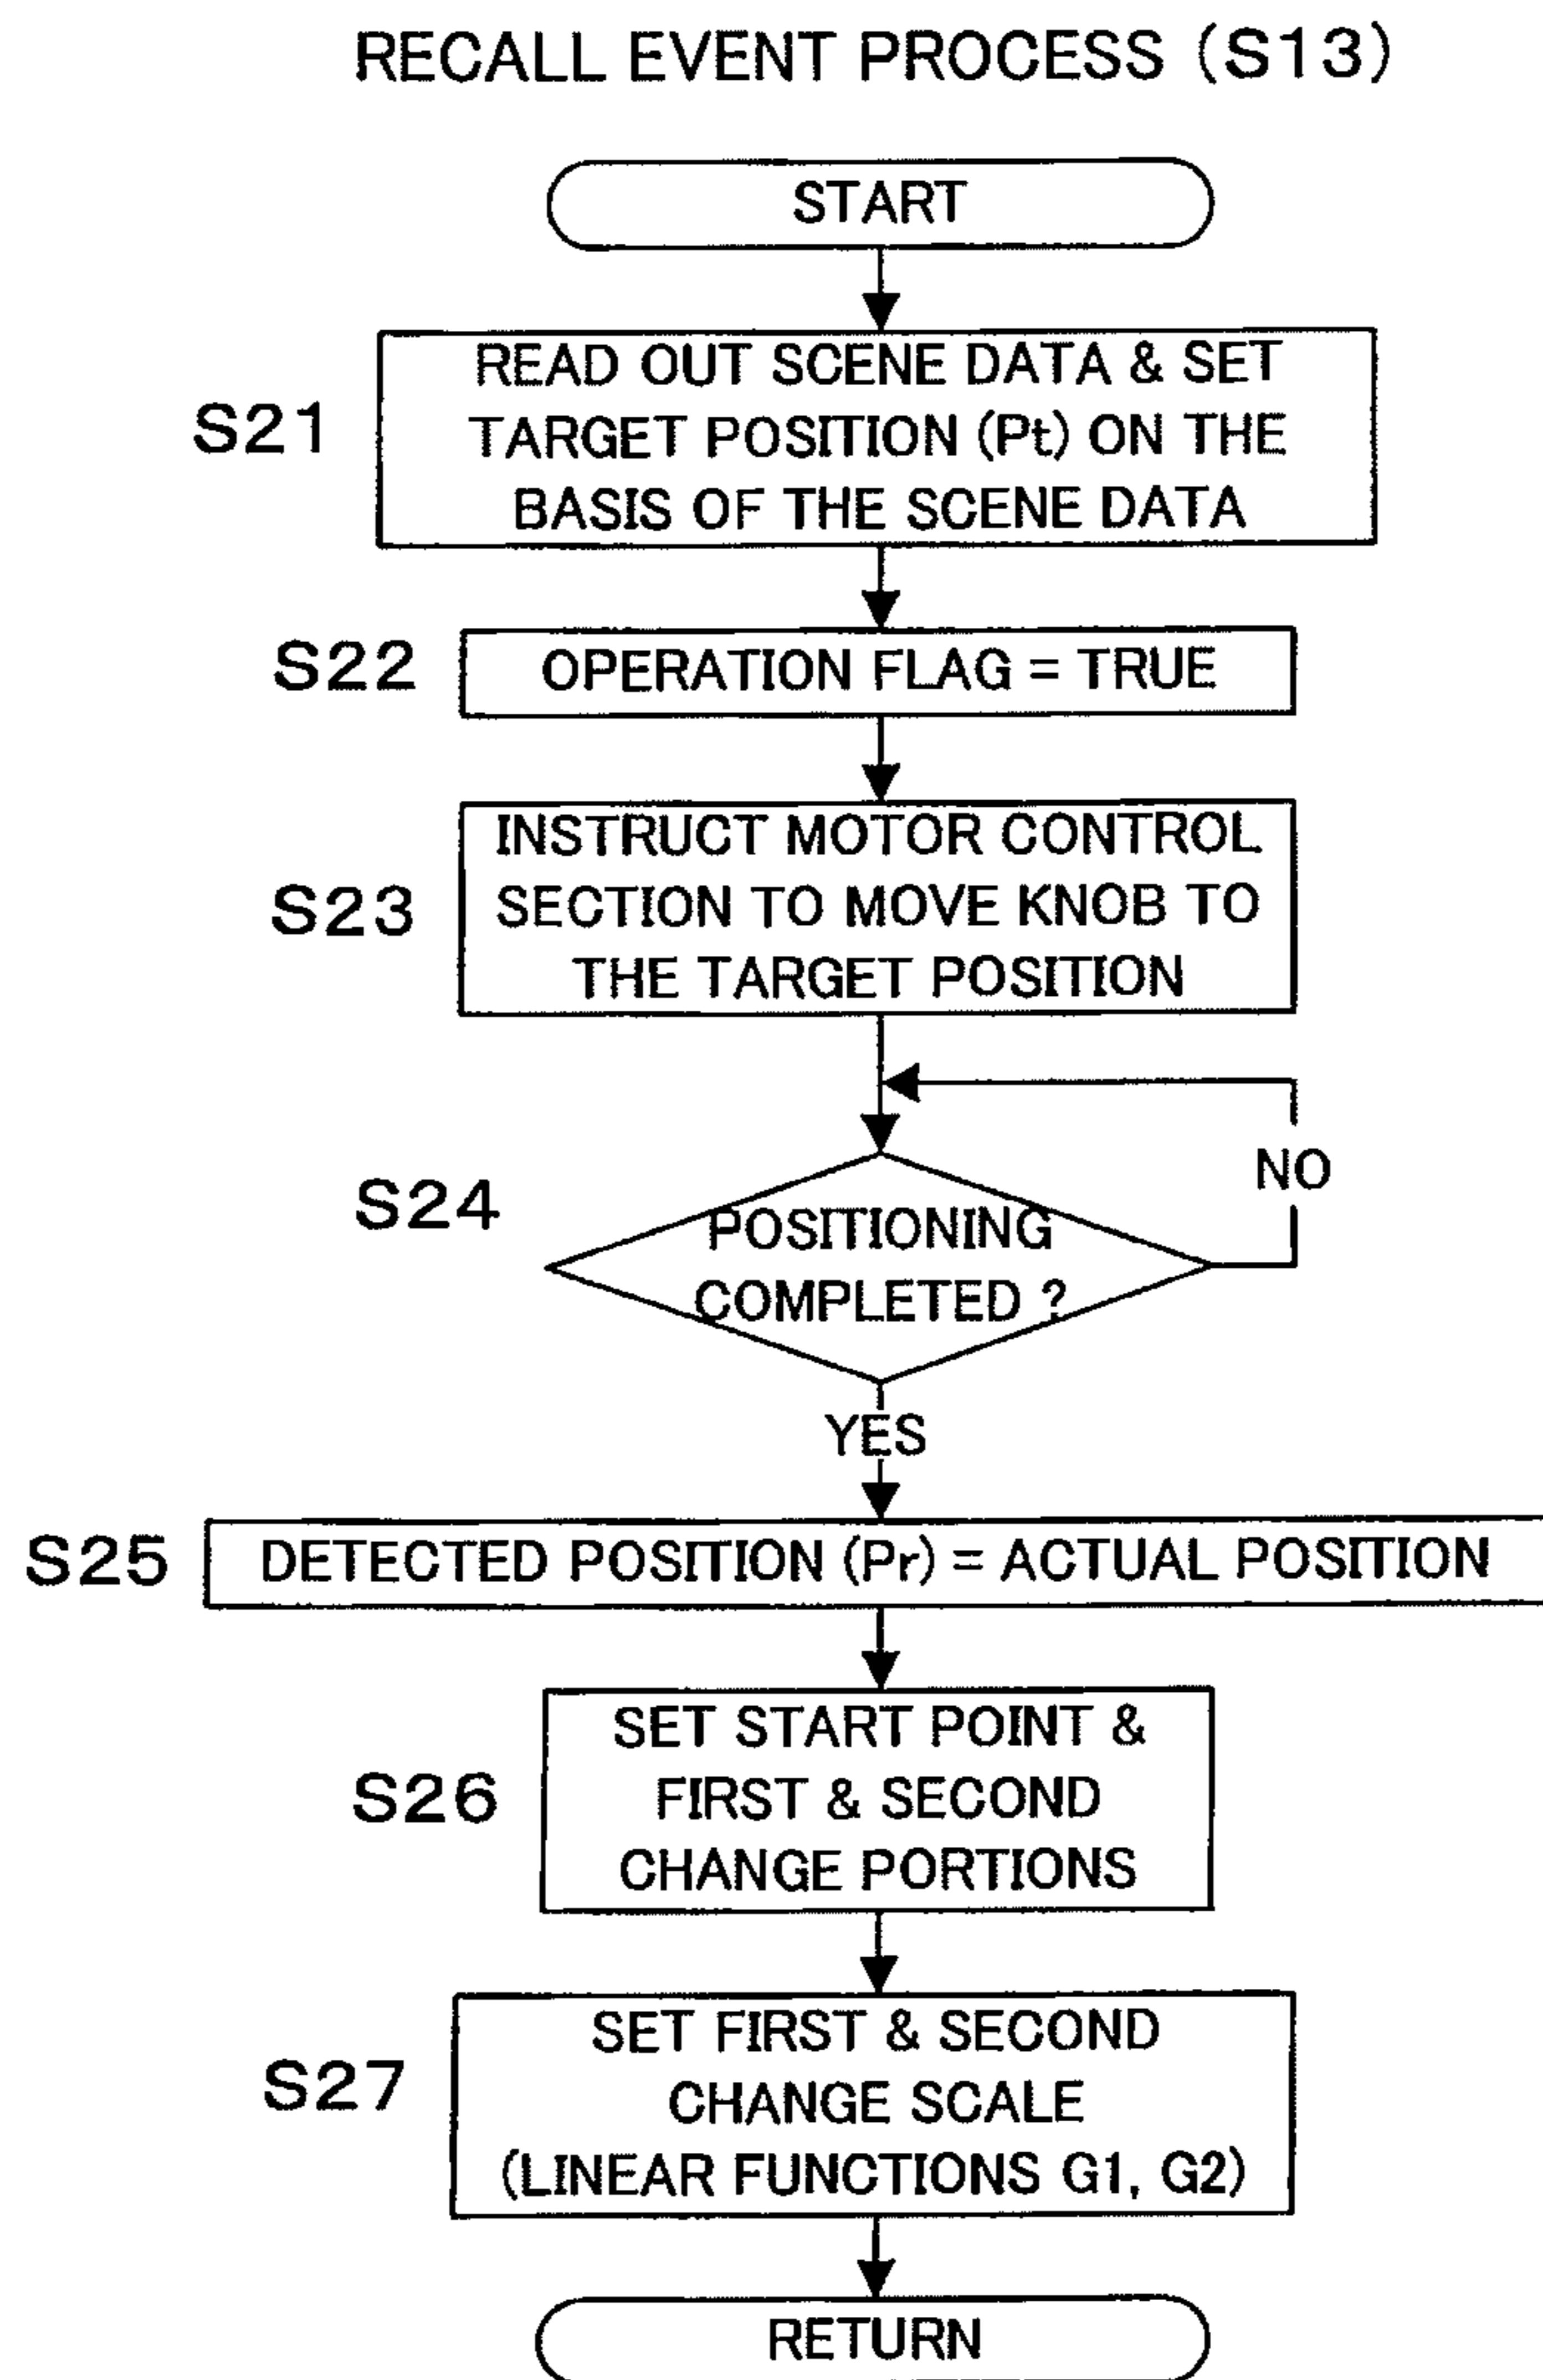 RECALL EVENT PROCESS (S13)
START
S21
READ OUT SCENE DATA & SET
TARGET POSITION (Pt) ON THE
BASIS OF THE SCENE DATA
S22
OPERATION FLAG = TRUE
S23
INSTRUCT MOTOR CONTROL
SECTION TO MOVE KNOB TO
THE TARGET POSITION
S24
POSITIONING
COMPLETED ?
NO
YES
S25
DETECTED POSITION (Pr) = ACTUAL POSITION
S26
SET START POINT &
FIRST & SECOND
CHANGE PORTIONS
S27
SET FIRST & SECOND
CHANGE SCALE
(LINEAR FUNCTIONS G1, G2)
RETURN